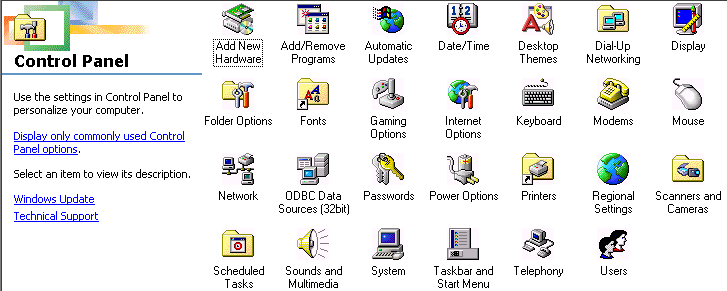 Control Panel
Use the settings in Control Panel to
personalize your computer.
Display only commonly used Control
Panel options.
Select an item to view its description.
Windows Update
Technical Support
Add New
Hardware
Add/Remove
Programs
Automatic
Updates
Date/Time
Desktop
Themes
Dial-Up
Networking
Display
Folder Options
Fonts
Gaming
Options
Internet
Options
Keyboard
Modems
Mouse
Network
ODBC Data
Sources (32bit)
Passwords
Power Options
Printers
Regional
Settings
Scanners and
Cameras
Scheduled
Tasks
Sounds and
Multimedia
System
Taskbar and
Start Menu
Telephony
Users